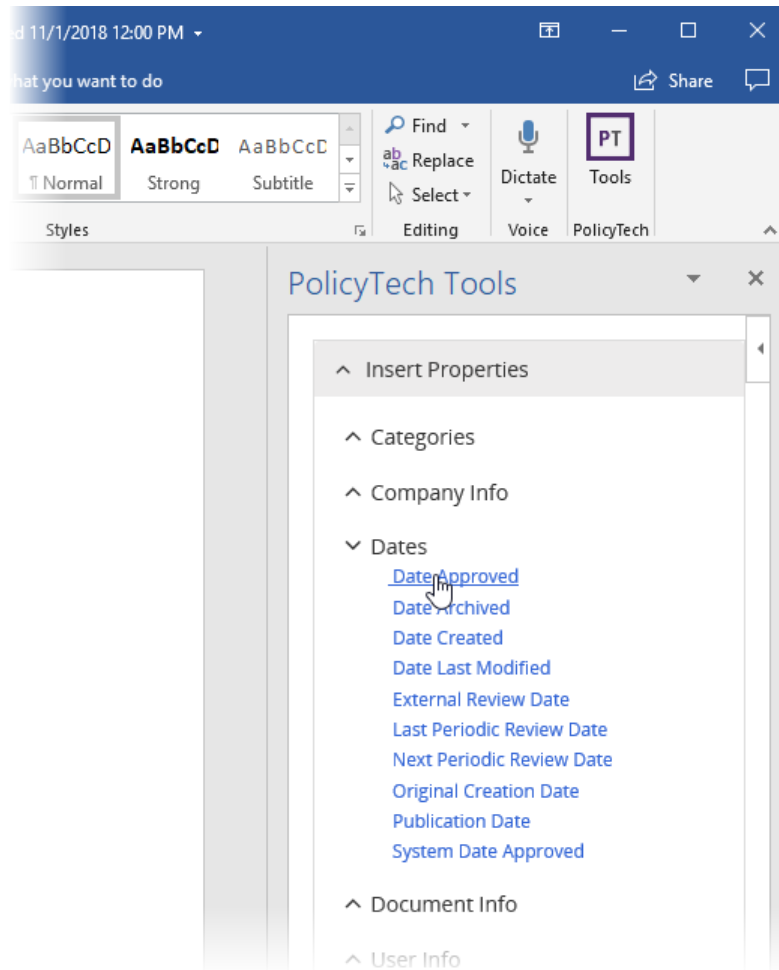 11/1/2018 12:00 PM
hat you want to do
Share
AaBbCcD AaBbCcD AaBbCcD
¶ Normal Strong Subtitle
Styles
Find
Replace
Select
Editing
Dictate
Voice
PT
Tools
PolicyTech
PolicyTech Tools
Insert Properties
Categories
Company Info
Dates
Date Approved
Date Archived
Date Created
Date Last Modified
External Review Date
Last Periodic Review Date
Next Periodic Review Date
Original Creation Date
Publication Date
System Date Approved
Document Info
User Info